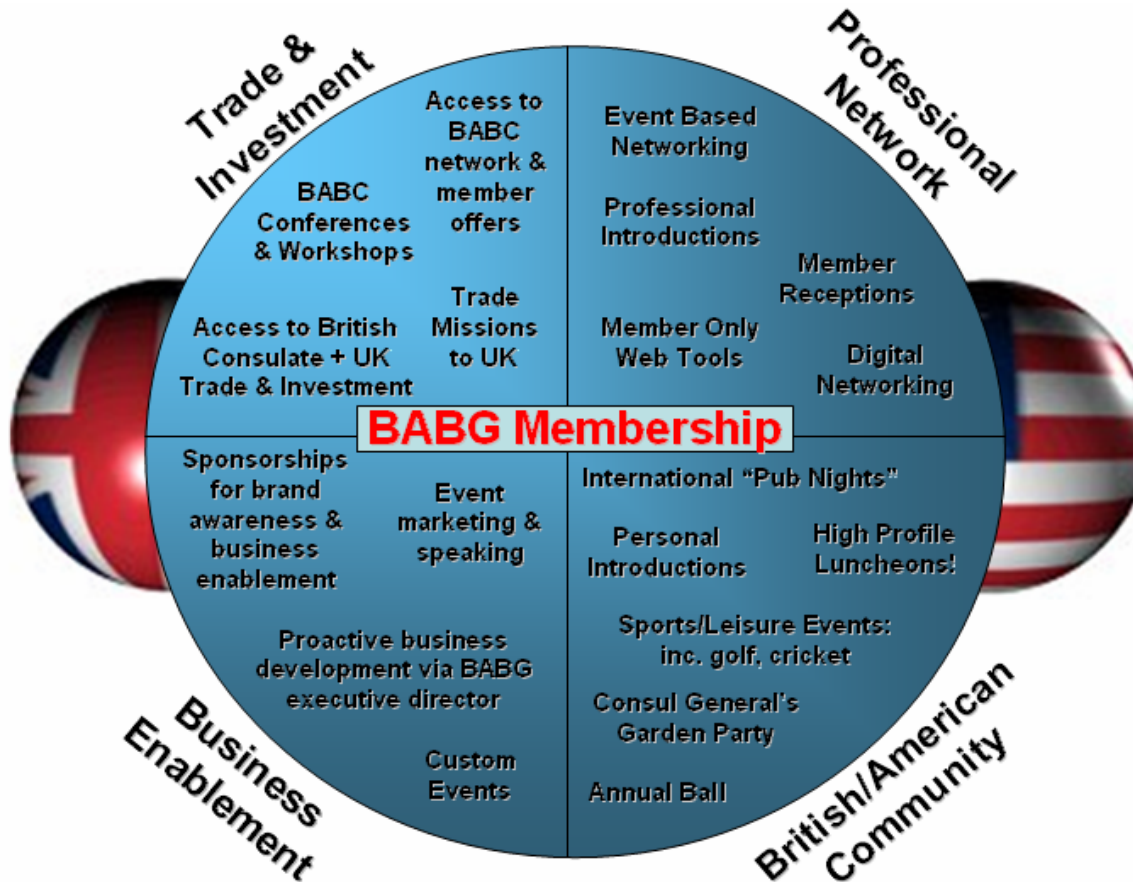 Trade &
Investment
Access to
BABC
network &
member
offers
BABC
Conferences
& Workshops
Trade
Missions
to UK
Access to British
Consulate + UK
Trade & Investment
Professional
Network
Event Based
Networking
Professional
Introductions
Member
Receptions
Member Only
Web Tools
Digital
Networking
BABG Membership
Sponsorships
for brand
awareness &
business
enablement
Event
marketing &
speaking
Proactive business
development via BABG
executive director
Custom
Events
Business
Enablement
International “Pub Nights”
Personal
Introductions
High Profile
Luncheons!
Sports/Leisure Events:
inc. golf, cricket
Consul General's
Garden Party
Annual Ball
British/American
Community